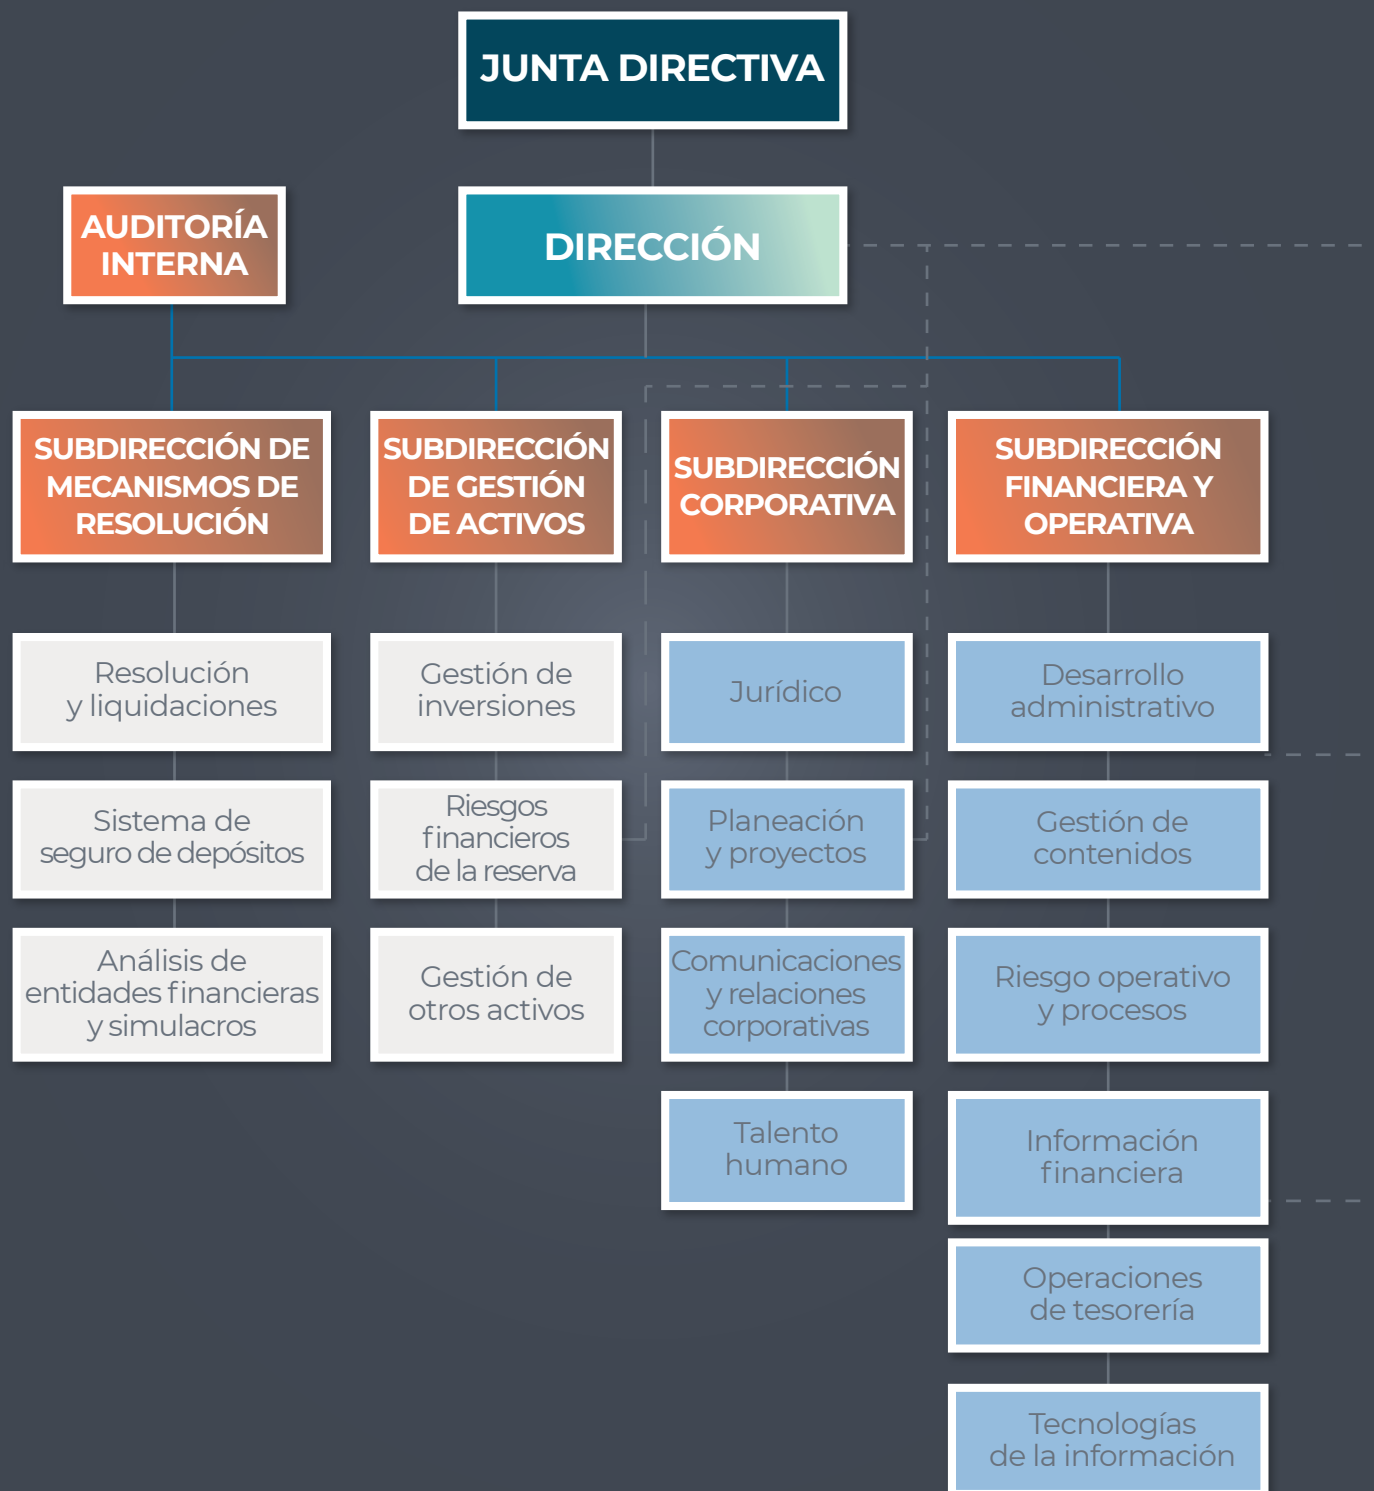 JUNTA DIRECTIVA
AUDITORÍA
INTERNA
DIRECCIÓN
SUBDIRECCIÓN DE
MECANISMOS DE
RESOLUCIÓN
SUBDIRECCIÓN
DE GESTIÓN
DE ACTIVOS
SUBDIRECCIÓN
CORPORATIVA
SUBDIRECCIÓN
FINANCIERA Y
OPERATIVA
Resolución
y liquidaciones
Sistema de
seguro de depósitos
Análisis de
entidades financieras
y simulacros
Gestión de
inversiones
Riesgos
financieros
de la reserva
Gestión de
otros activos
Jurídico
Planeación
y proyectos
Comunicaciones
y relaciones
corporativas
Talento
humano
Desarrollo
administrativo
Gestión de
contenidos
Riesgo operativo
y procesos
Información
financiera
Operaciones
de tesorería
Tecnologías
de la información